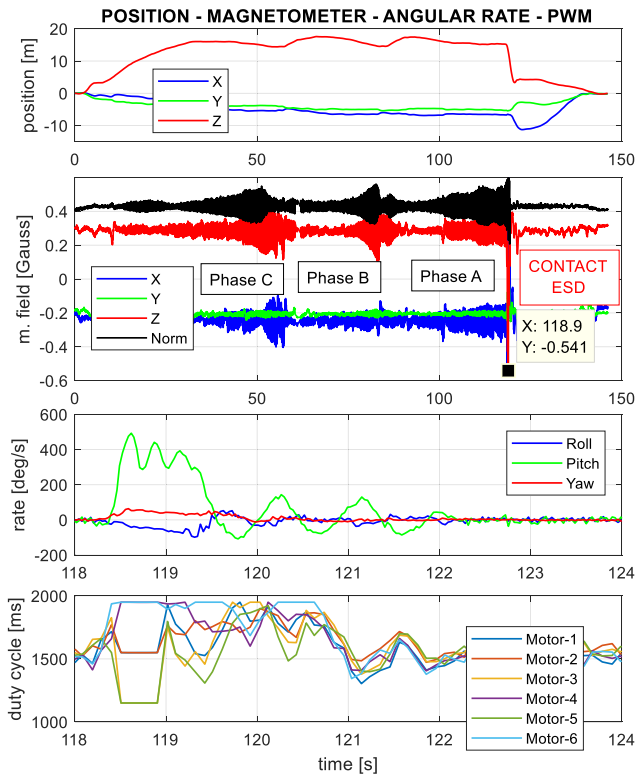 POSITION - MAGNETOMETER - ANGULAR RATE - PWM
position [m]
20
10
0
-10
X
Y
Z
0
50
100
150
m. field [Gauss]
0.4
0.2
0
-0.2
-0.4
-0.6
Phase C
Phase B
Phase A
CONTACT
ESD
X
Y
Z
Norm
X: 118.9
Y: -0.541
0
50
100
150
rate [deg/s]
600
400
200
0
-200
Roll
Pitch
Yaw
118
119
120
121
122
123
124
duty cycle [ms]
2000
1500
1000
Motor-1
Motor-2
Motor-3
Motor-4
Motor-5
Motor-6
118
119
120
121
122
123
124
time [s]